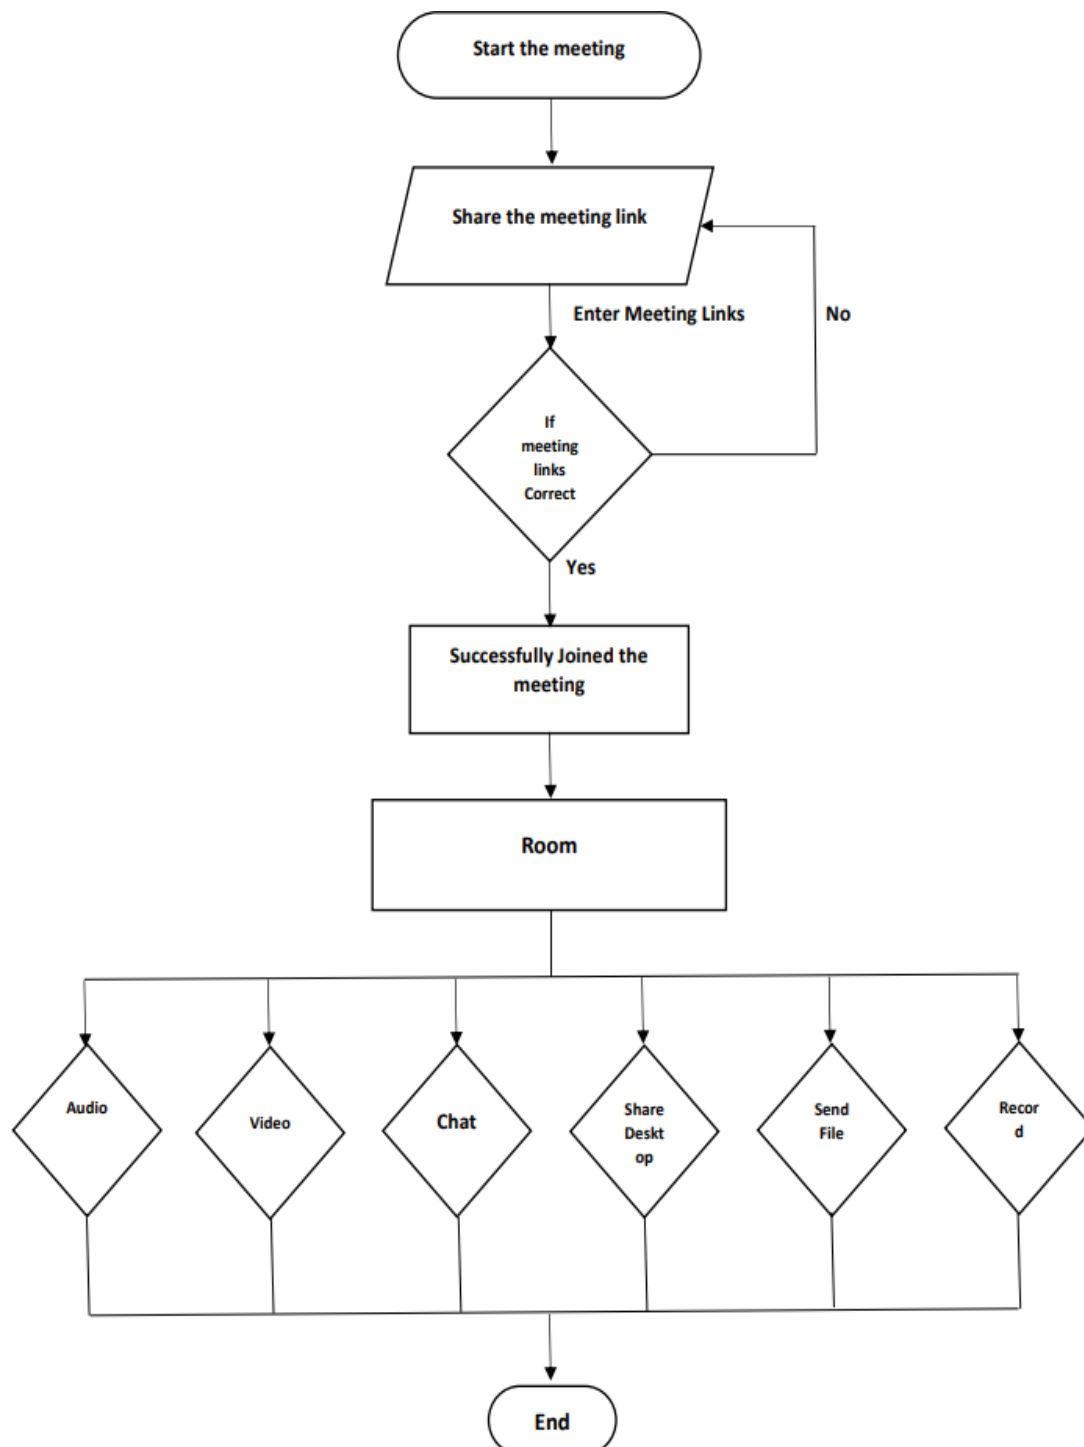 Start the meeting
Share the meeting link
Enter Meeting Links
No
If
meeting
links
Correct
Yes
Successfully Joined the
meeting
Room
Audio
Video
Chat
Share
Deskt
op
Send
File
Recor
d
End